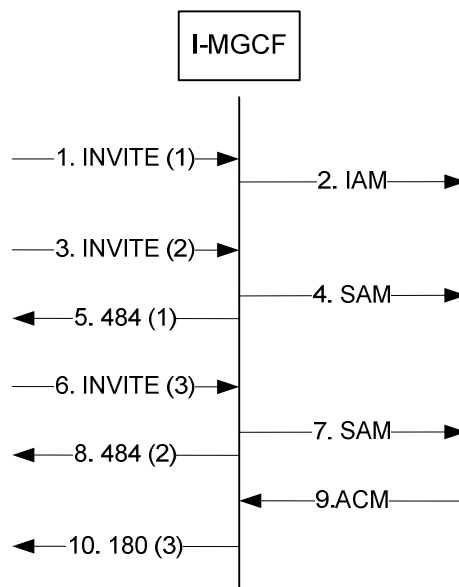 I-MGCF
1. INVITE (1)
2. IAM
3. INVITE (2)
4. SAM
5. 484 (1)
6. INVITE (3)
7. SAM
8. 484 (2)
9.ACM
10. 180 (3)